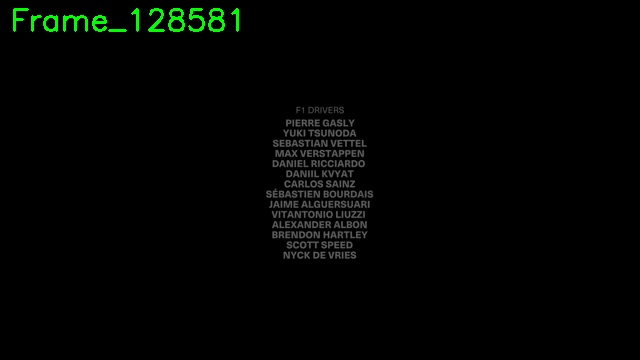 Frame_128581
F1 DRIVERS
PIERRE GASLY
YUKI TSUNODA
SEBASTIAN VETTEL
MAX VERSTAPPEN
DANIEL RICCIARDO
DANIIL KVYAT
CARLOS SAINZ
SÉBASTIEN BOURDAIS
JAIME ALGUERSUARI
VITANTONIO LIUZZI
ALEXANDER ALBON
BRENDON HARTLEY
SCOTT SPEED
NYCK DE VRIES